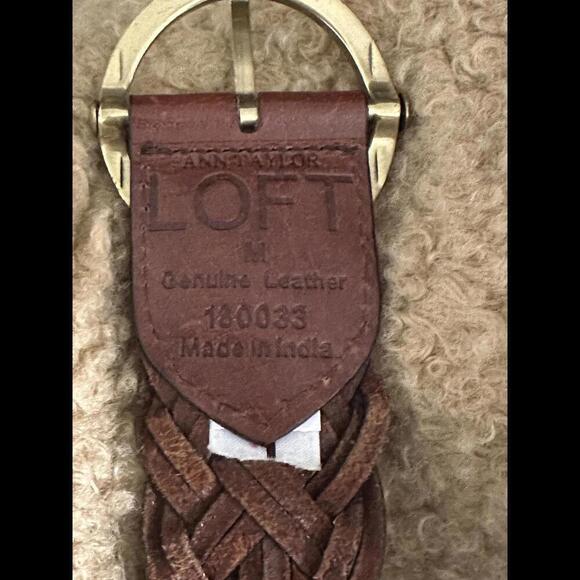 ANN TAYLOR
LOFT
M
Genuine Leather
180033
Made in India